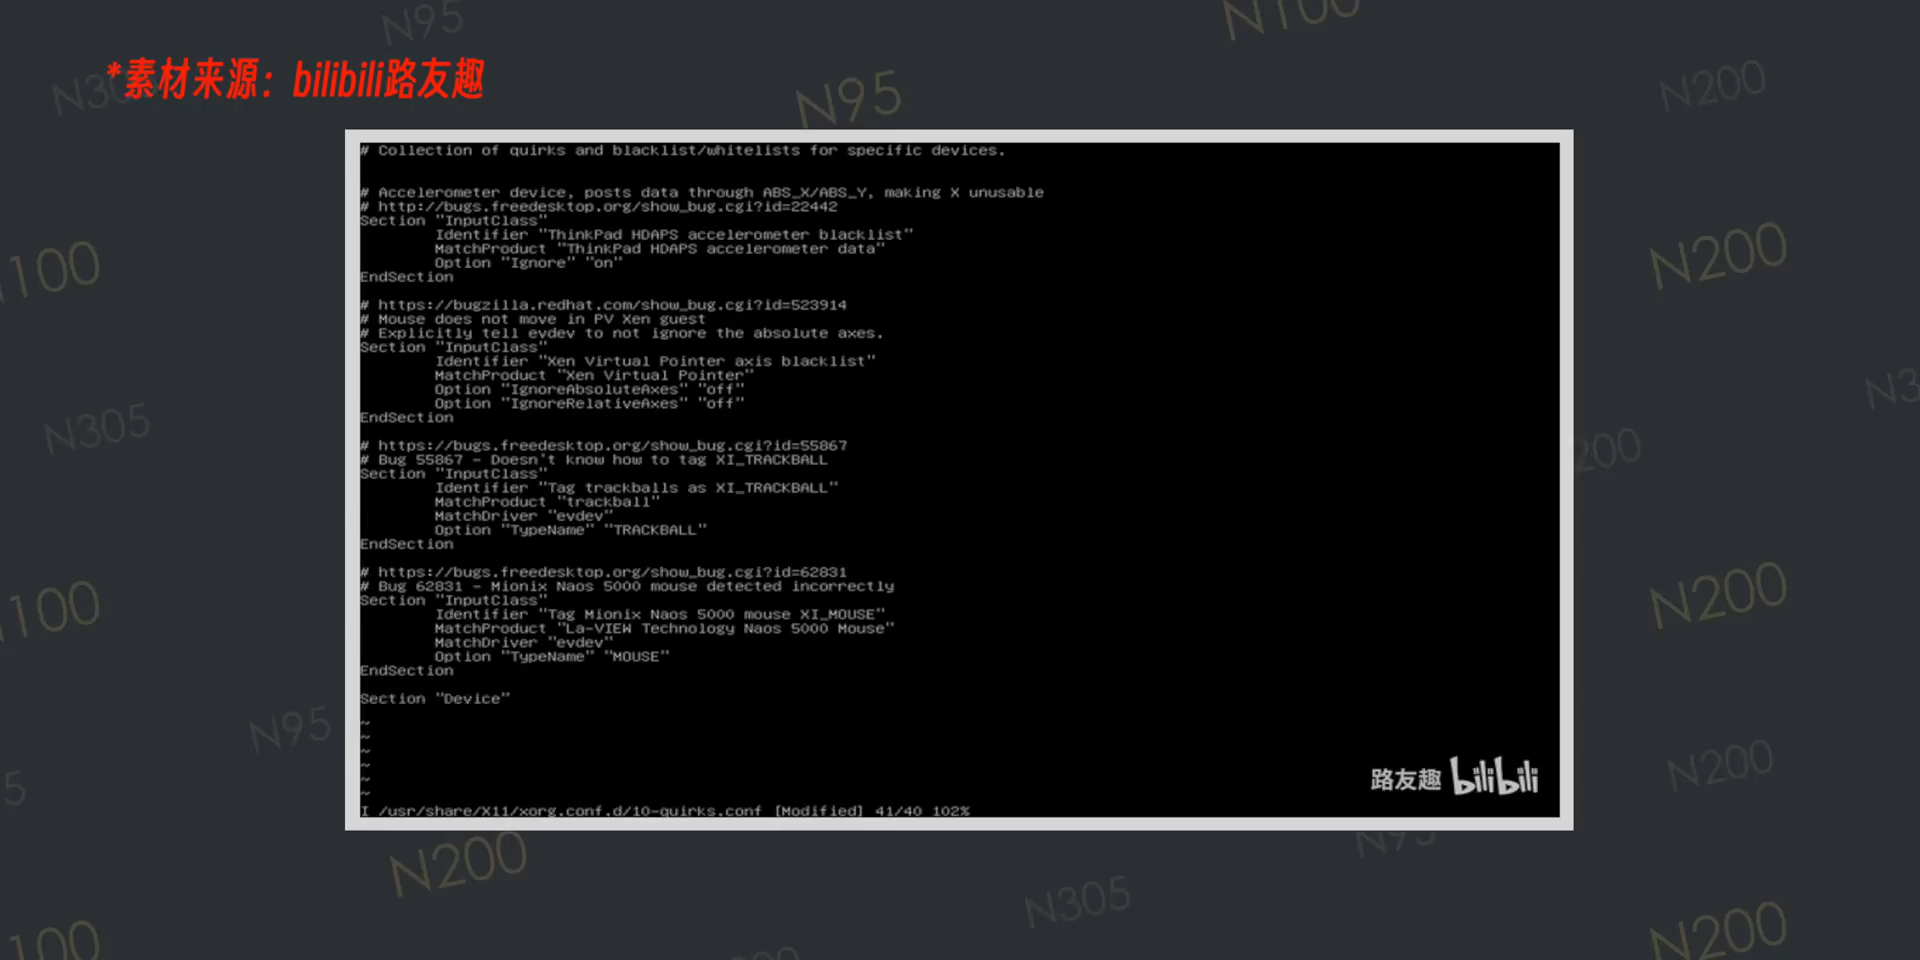 N95
N100
*素材来源：bilibili路友趣
N30
N95
N200
# Collection of quirks and blacklist/whitelists for specific devices.
# Accelerometer device, posts data through ABS_X/ABS_Y, making X unusable
# http://bugs.freedesktop.org/show_bug.cgi?id=22442
Section "InputClass"
Identifier "ThinkPad HDAPS accelerometer blacklist"
MatchProduct "ThinkPad HDAPS accelerometer data"
Option "Ignore" "on"
EndSection
# https://bugzilla.redhat.com/show_bug.cgi?id=523914
# Mouse does not move in PV Xen guest
# Explicitly tell evdev to not ignore the absolute axes.
Section "InputClass"
Identifier "Xen Virtual Pointer axis blacklist"
MatchProduct "Xen Virtual Pointer"
Option "IgnoreAbsoluteAxes" "off"
Option "IgnoreRelativeAxes" "off"
EndSection
# https://bugs.freedesktop.org/show_bug.cgi?id=55867
# Bug 55867 - Doesn't know how to tag XI_TRACKBALL
Section "InputClass"
Identifier "Tag trackballs as XI_TRACKBALL"
MatchProduct "trackball"
MatchDriver "evdev"
Option "TypeName" "TRACKBALL"
EndSection
# https://bugs.freedesktop.org/show_bug.cgi?id=62831
# Bug 62831 - Mionix Naos 5000 mouse detected incorrectly
Section "InputClass"
Identifier "Tag Mionix Naos 5000 mouse XI_MOUSE"
MatchProduct "La-VIEW Technology Naos 5000 Mouse"
MatchDriver "evdev"
Option "TypeName" "MOUSE"
EndSection
Section "Device"
~
~
~
~
~
~
路友趣 bilibili
I /usr/share/X11/xorg.conf.d/10-quirks.conf [Modified] 41/40 102%
100
N200
N3
N305
200
100
N200
N95
N200
5
N95
N200
N305
100
N200